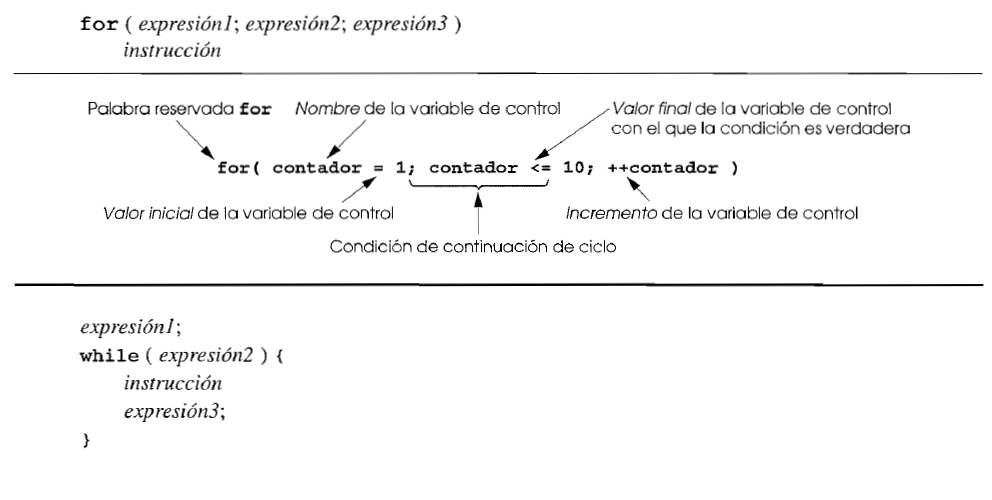 for ( expresión1; expresión2; expresión3 )
instrucción
Palabra reservada for
Nombre de la variable de control
Valor final de la variable de control
con el que la condición es verdadera
for( contador = 1; contador <= 10; ++contador )
Valor inicial de la variable de control
Incremento de la variable de control
Condición de continuación de ciclo
expresión1;
while ( expresión2 ) {
instrucción
expresión3;
}